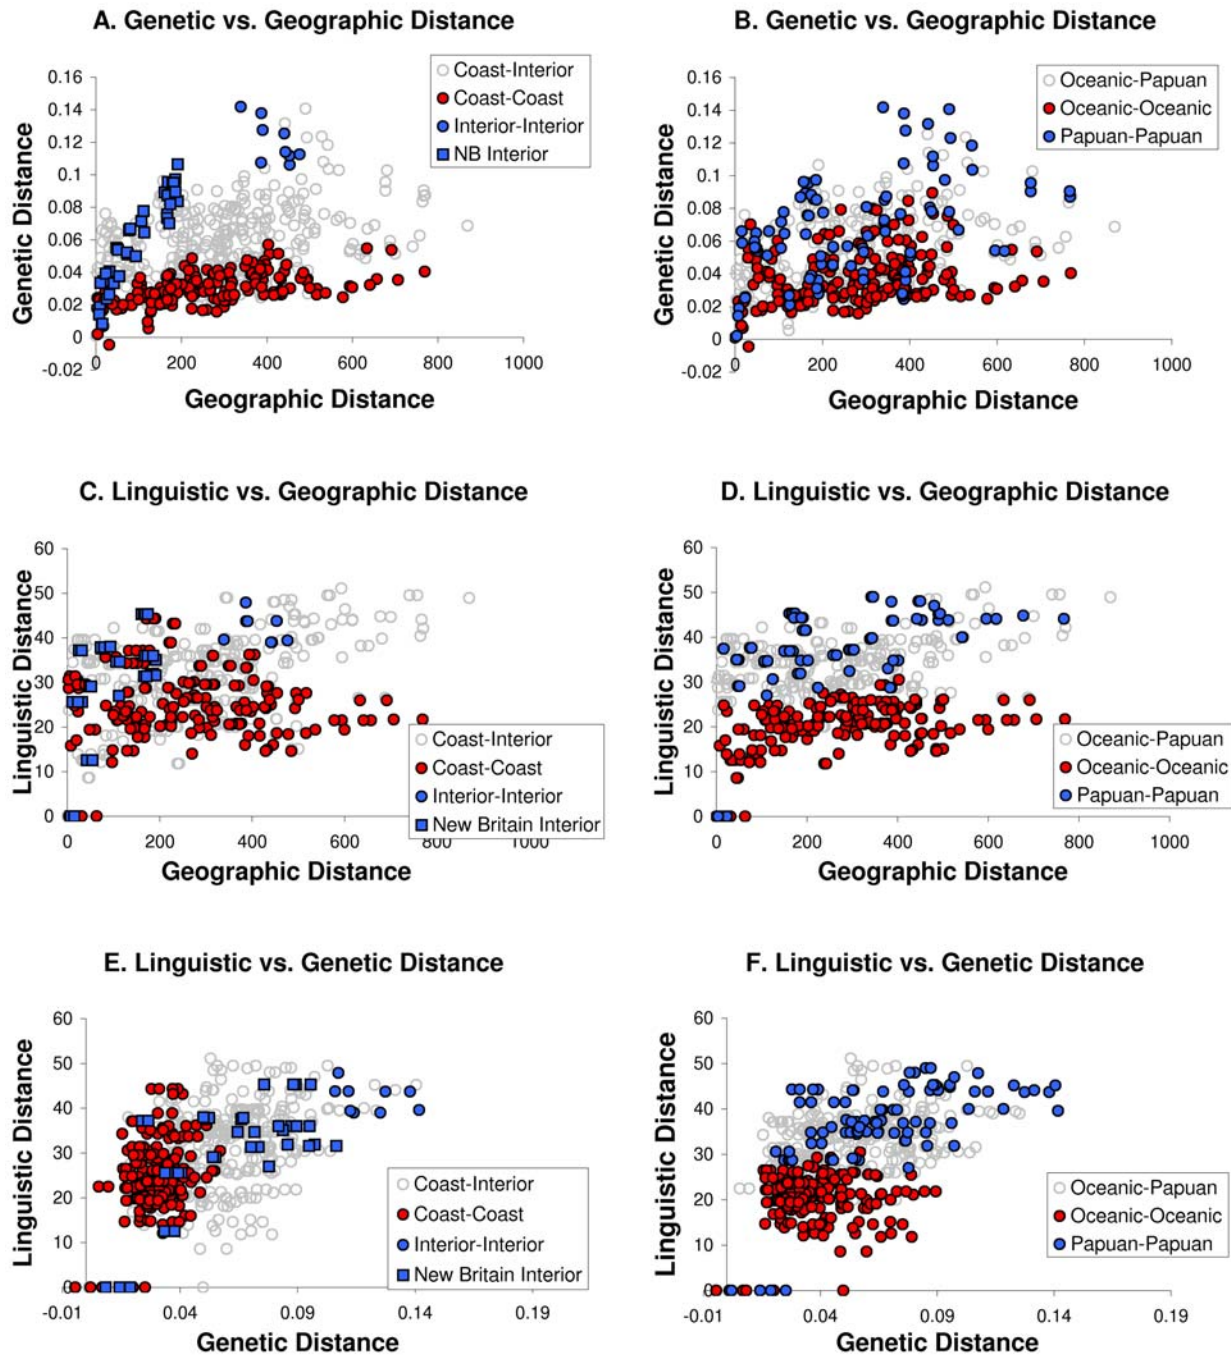 A. Genetic vs. Geographic Distance
Coast-Interior
Coast-Coast
Interior-Interior
NB Interior
0.16
0.14
0.12
0.1
0.08
0.06
0.04
0.02
0
-0.02
0
200
400
600
800
1000
Genetic Distance
Geographic Distance
B. Genetic vs. Geographic Distance
Oceanic-Papuan
Oceanic-Oceanic
Papuan-Papuan
0.16
0.14
0.12
0.1
0.08
0.06
0.04
0.02
0
-0.02
0
200
400
600
800
1000
Genetic Distance
Geographic Distance
C. Linguistic vs. Geographic Distance
60
50
40
30
20
10
0
0
200
400
600
800
1000
Linguistic Distance
Geographic Distance
Coast-Interior
Coast-Coast
Interior-Interior
New Britain Interior
D. Linguistic vs. Geographic Distance
60
50
40
30
20
10
0
0
200
400
600
800
1000
Linguistic Distance
Geographic Distance
Oceanic-Papuan
Oceanic-Oceanic
Papuan-Papuan
E. Linguistic vs. Genetic Distance
60
50
40
30
20
10
0
-0.01
0.04
0.09
0.14
0.19
Linguistic Distance
Genetic Distance
Coast-Interior
Coast-Coast
Interior-Interior
New Britain Interior
F. Linguistic vs. Genetic Distance
60
50
40
30
20
10
0
-0.01
0.04
0.09
0.14
0.19
Linguistic Distance
Genetic Distance
Oceanic-Papuan
Oceanic-Oceanic
Papuan-Papuan